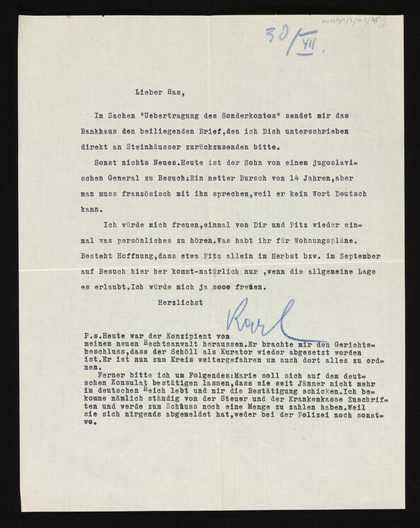 30/VII.
Lieber Has,
In Sachen "Uebertragung des Sonderkontos" sendet mir das
Bankhaus den beiliegenden Brief,den ich Dich unterschrieben
direkt an Steinhäusser zurückzusenden bitte.
Sonst nichts Neues.Heute ist der Sohn von einem jugoslavi-
schen General zu Besuch:Ein netter Bursch von 14 Jahren,aber
man muss französisch mit ihm sprechen,weil er kein Wort Deutsch
kann.
Ich würde mich freuen,einmal von Dir und Pitz wieder ein-
mal was persönliches zu hören.Was habt ihr für Wohnungspläne.
Besteht Hoffnung,dass etwa Pitz allein im Herbst bzw. im September
auf Besuch hier her komt-natürlich nur ,wenn die allgemeine Lage
es erlaubt.Ich würde mich ja sooo freuen.
Herzlichst
Karl
P.s.Heute war der Konzipient von
meinem neuen Rechtsanwalt heraussen.Er brachte mir den Gerichts-
beschluss,dass der Schöll als Kurator wieder abgesetzt worden
ist.Er ist nun zum Kreis weitergefahren um auch dort alles zu ord-
nen.
Ferner bitte ich um Folgendes:Marie soll sich auf dem deut-
schen Konsulat bestätigen lassen,dass sie seit Jänner nicht mehr
im deutschen Reich lebt und mir die Bestätigung schicken.Ich be-
komme nämlich ständig von der Steuer und der Krankenkasse Zuschrif-
ten und werde zum Schluss noch eine Menge zu zahlen haben.Weil
sie sich nirgends abgemeldet hat,weder bei der Polizei noch sonst-
wo.